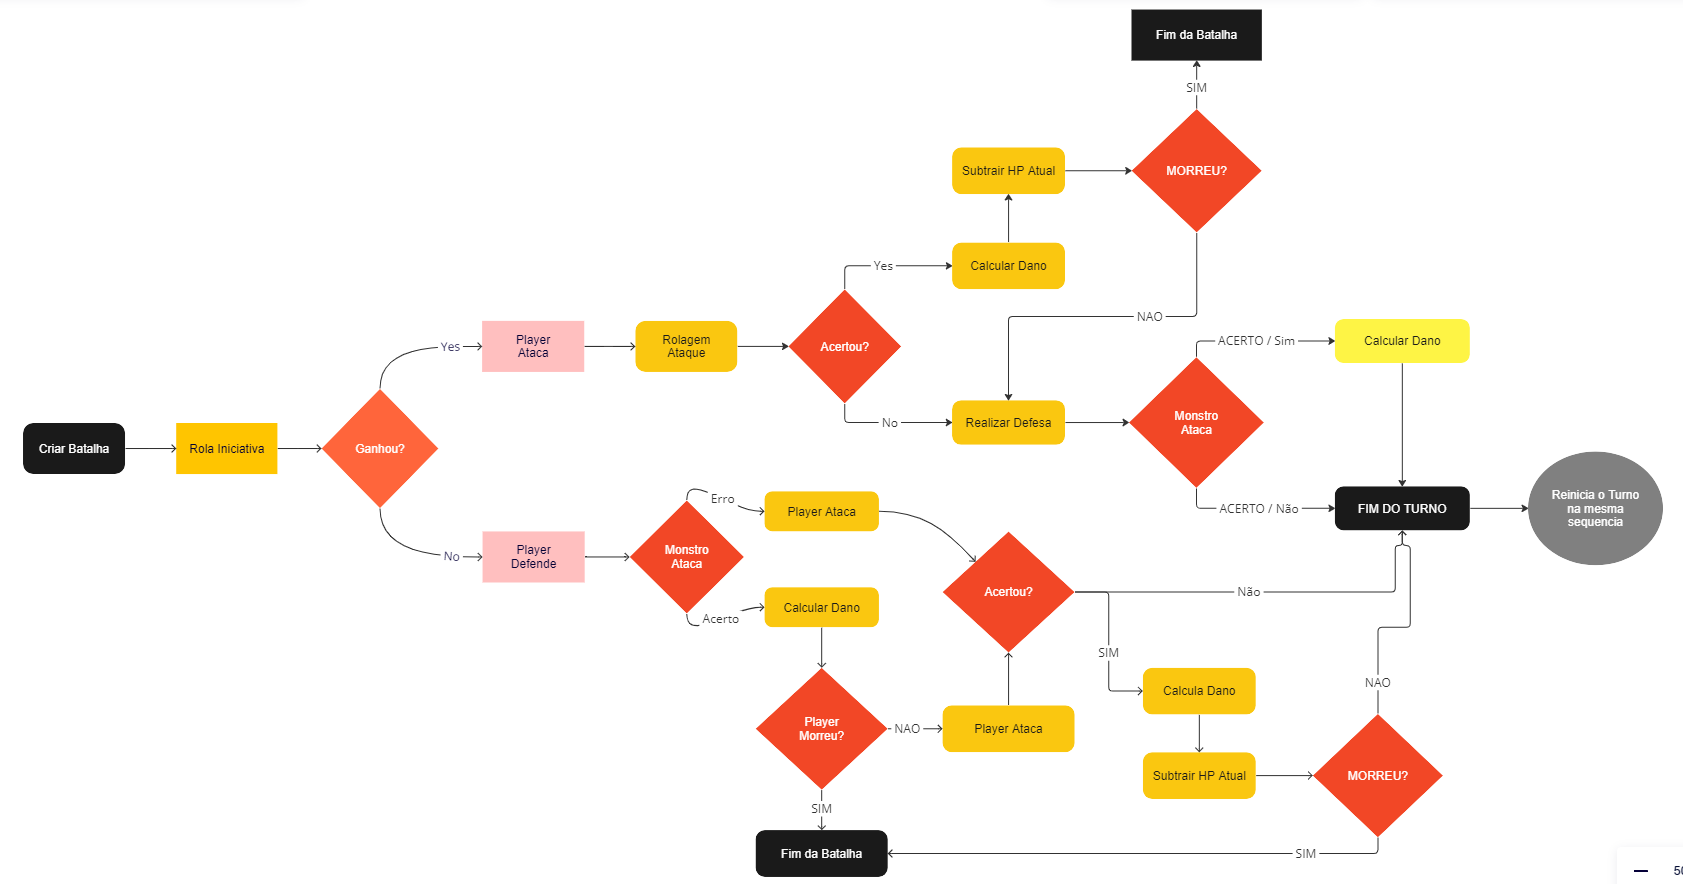 Fim da Batalha
SIM
Subtrair HP Atual
MORREU?
Yes
Calcular Dano
NAO
Player
Ataca
Yes
Rolagem
Ataque
Acertou?
ACERTO / Sim
Calcular Dano
No
Realizar Defesa
Monstro
Ataca
Criar Batalha
Rola Iniciativa
Ganhou?
ACERTO / Não
FIM DO TURNO
Reinicia o Turno
na mesma
sequencia
Erro
Player Ataca
No
Player
Defende
Monstro
Ataca
Acertou?
Não
Calcular Dano
Acerto
SIM
NAO
Calcula Dano
Player
Morreu?
NAO
Player Ataca
Subtrair HP Atual
MORREU?
SIM
Fim da Batalha
SIM
50